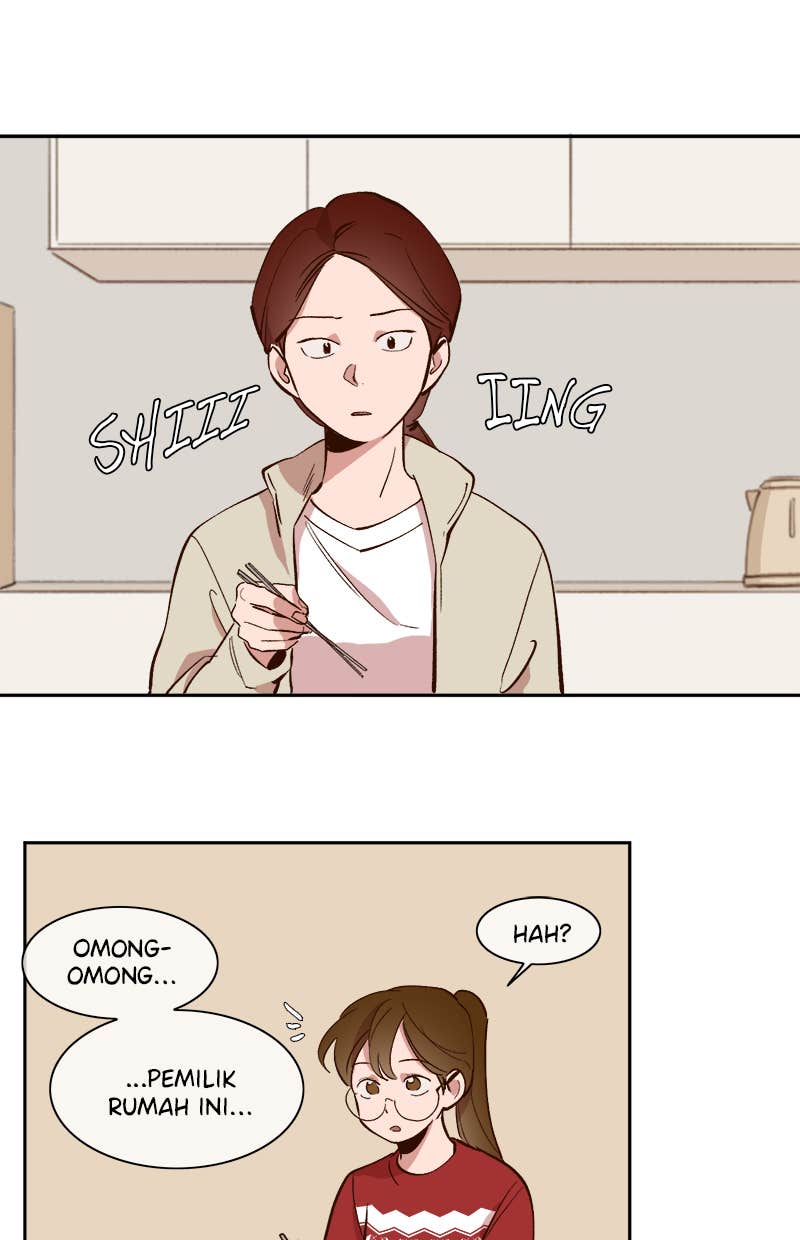 SHIII
IING
OMONG-
OMONG...
HAH?
...PEMILIK
RUMAH INI...